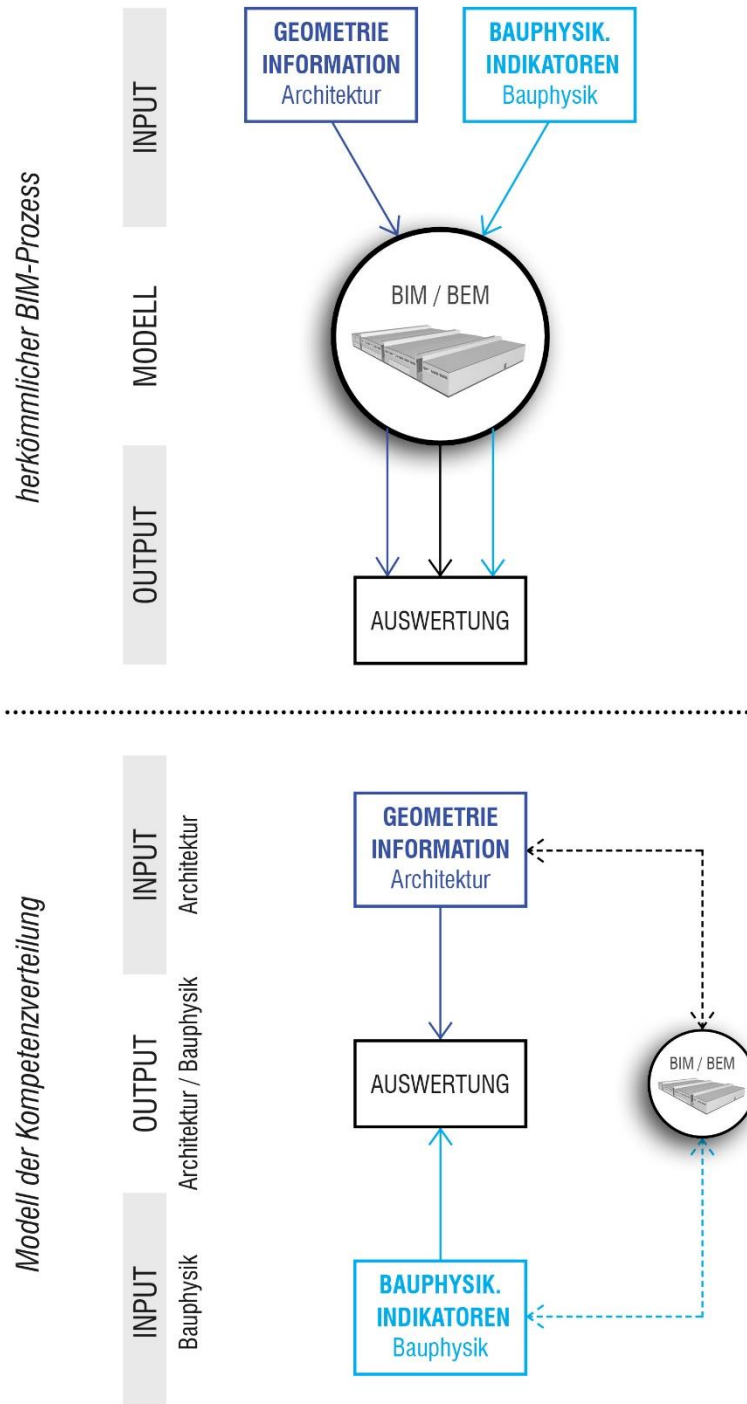 herkömmlicher BIM-Prozess
INPUT
GEOMETRIE
INFORMATION
Architektur
BAUPHYSIK.
INDIKATOREN
Bauphysik
MODELL
BIM / BEM
OUTPUT
AUSWERTUNG
Modell der Kompetenzverteilung
INPUT
Architektur
GEOMETRIE
INFORMATION
Architektur
OUTPUT
Architektur / Bauphysik
AUSWERTUNG
BIM / BEM
INPUT
Bauphysik
BAUPHYSIK.
INDIKATOREN
Bauphysik